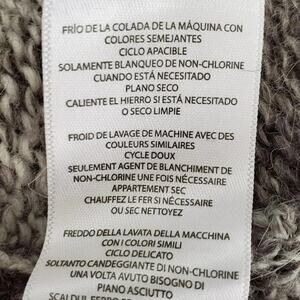 FRÍO DE LA COLADA DE LA MÁQUINA CON
COLORES SEMEJANTES
CICLO APACIBLE
SOLAMENTE BLANQUEO DE NON-CHLORINE
CUANDO ESTÁ NECESITADO
PLANO SECO
CALIENTE EL HIERRO SI ESTÁ NECESITADO
O SECO LIMPIE
FROID DE LAVAGE DE MACHINE AVEC DES
COULEURS SIMILAIRES
CYCLE DOUX
SEULEMENT AGENT DE BLANCHIMENT DE
NON-CHLORINE UNE FOIS NÉCESSAIRE
APPARTEMENT SEC
CHAUFFEZ LE FER SI NÉCESSAIRE
OU SEC NETTOYEZ
FREDDO DELLA LAVATA DELLA MACCHINA
CON I COLORI SIMILI
CICLO DELICATO
SOLTANTO CANDEGGIANTE DI NON-CHLORINE
UNA VOLTA AVUTO BISOGNO DI
PIANO ASCIUTTO